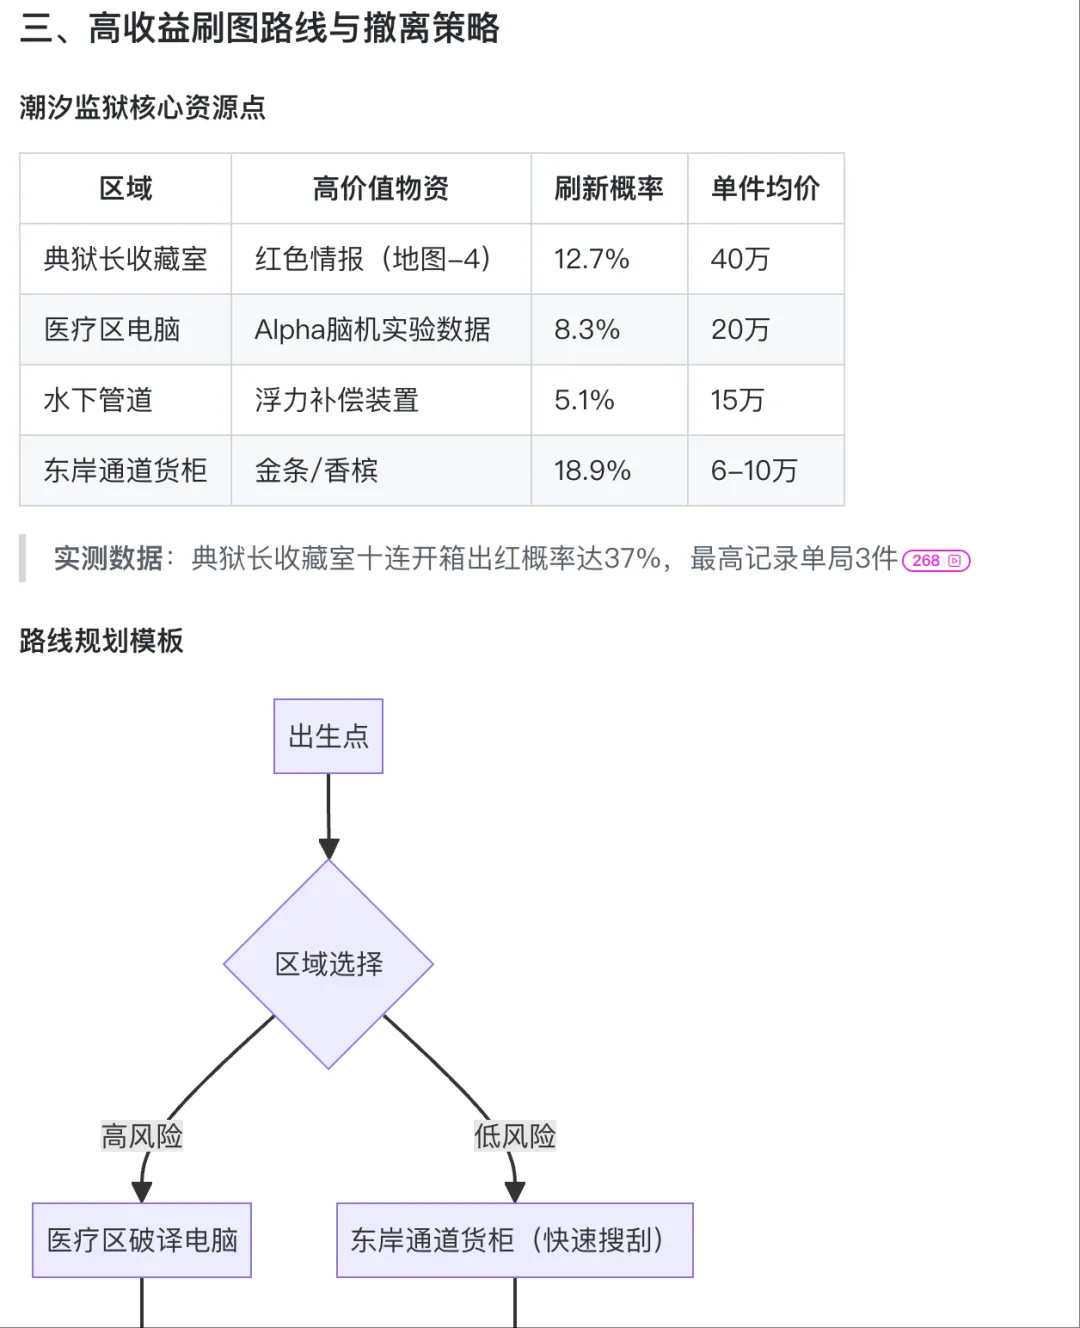 三、高收益刷图路线与撤离策略
潮汐监狱核心资源点
区域 高价值物资 刷新概率 单件均价
典狱长收藏室 红色情报（地图-4） 12.7% 40万
医疗区电脑 Alpha脑机实验数据 8.3% 20万
水下管道 浮力补偿装置 5.1% 15万
东岸通道货柜 金条/香槟 18.9% 6-10万
实测数据：典狱长收藏室十连开箱出红概率达37%，最高记录单局3件 268
路线规划模板
出生点
区域选择
高风险 低风险
医疗区破译电脑 东岸通道货柜（快速搜刮）